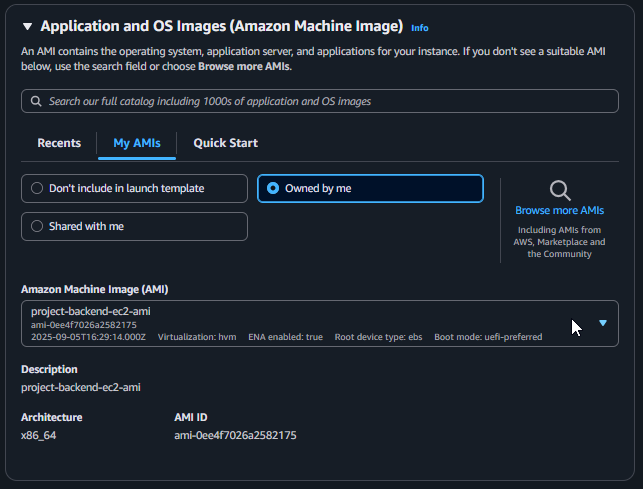 Application and OS Images (Amazon Machine Image) Info
An AMI contains the operating system, application server, and applications for your instance. If you don't see a suitable AMI
below, use the search field or choose Browse more AMIs.
Search our full catalog including 1000s of application and OS images
Recents My AMIs Quick Start
Don't include in launch template
Owned by me
Shared with me
Browse more AMIs
Including AMIs from
AWS, Marketplace and
the Community
Amazon Machine Image (AMI)
project-backend-ec2-ami
ami-0ee4f7026a2582175
2025-09-05T16:29:14.000Z Virtualization: hvm ENA enabled: true Root device type: ebs Boot mode: uefi-preferred
Description
project-backend-ec2-ami
Architecture AMI ID
x86_64 ami-0ee4f7026a2582175